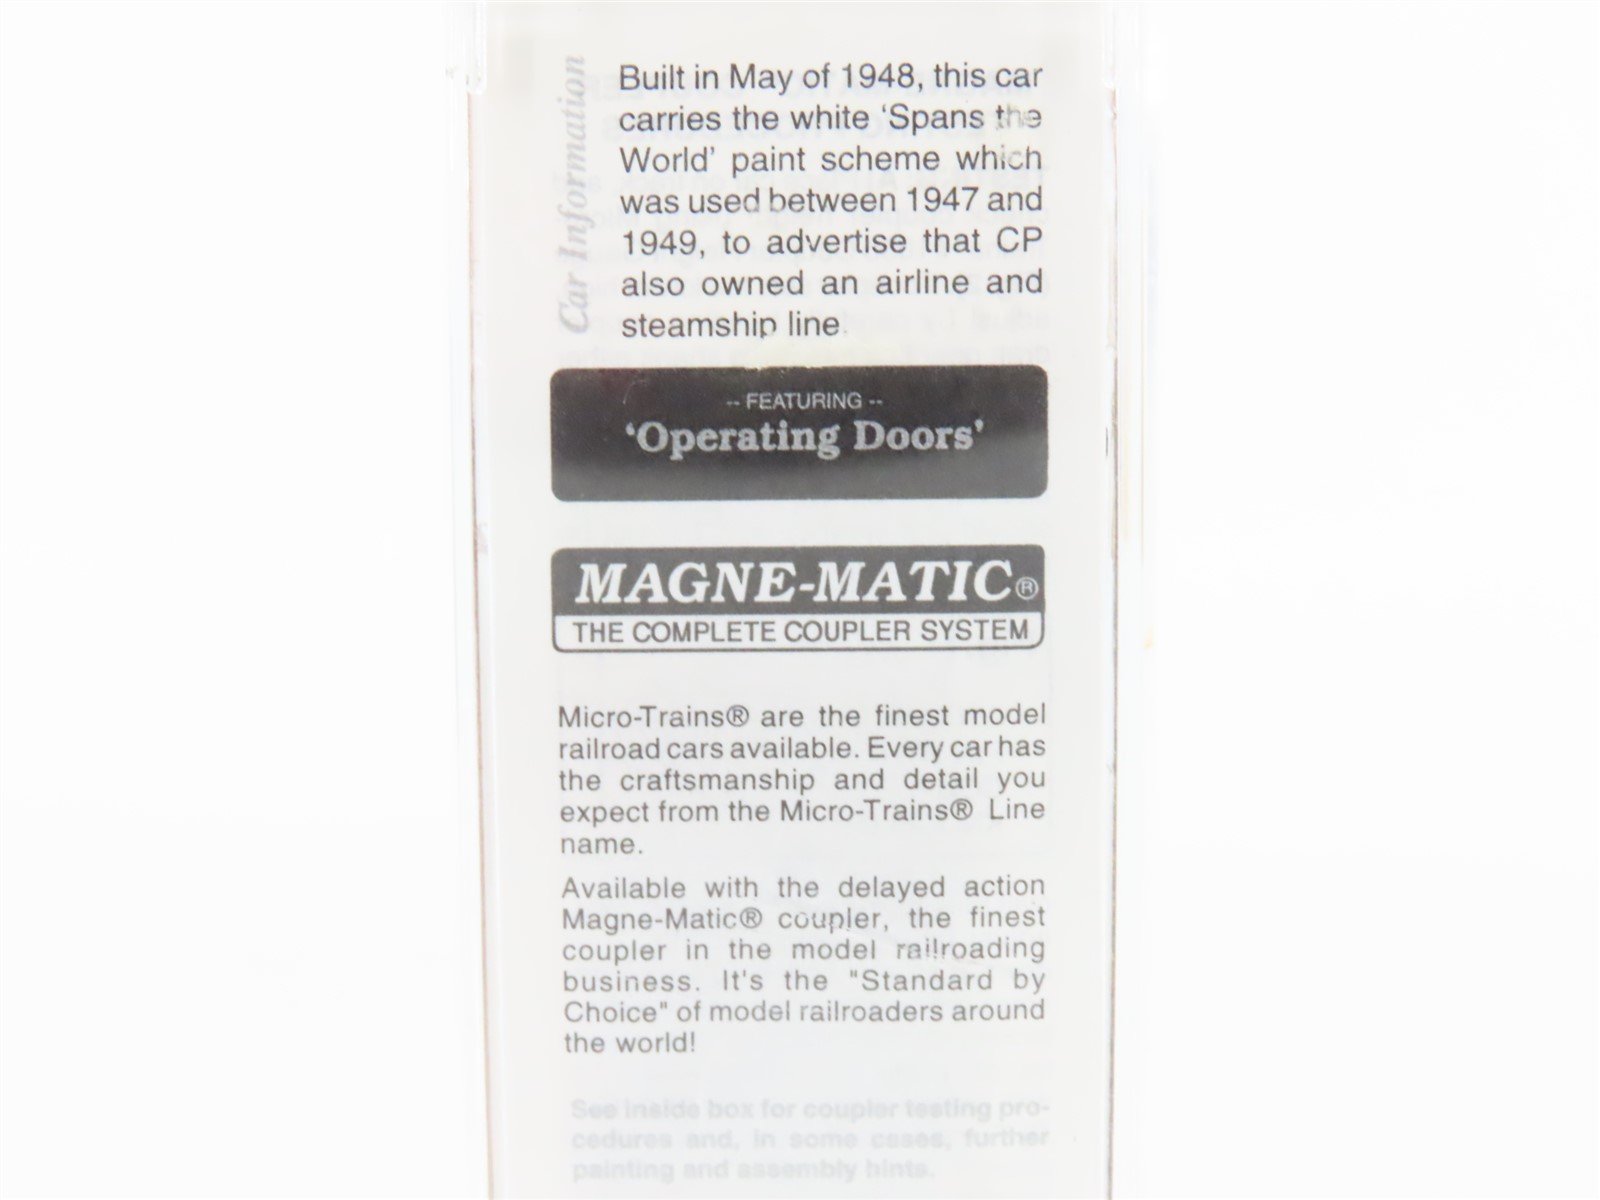 Car Information
Built in May of 1948, this car
carries the white 'Spans the
World' paint scheme which
was used between 1947 and
1949, to advertise that CP
also owned an airline and
steamship line.
-- FEATURING --
'Operating Doors'
MAGNE-MATIC®
THE COMPLETE COUPLER SYSTEM
Micro-Trains® are the finest model
railroad cars available. Every car has
the craftsmanship and detail you
expect from the Micro-Trains® Line
name.
Available with the delayed action
Magne-Matic® coupler, the finest
coupler in the model railroading
business. It's the "Standard by
Choice" of model railroaders around
the world!
See inside box for coupler testing pro-
cedures and, in some cases, further
painting and assembly hints.